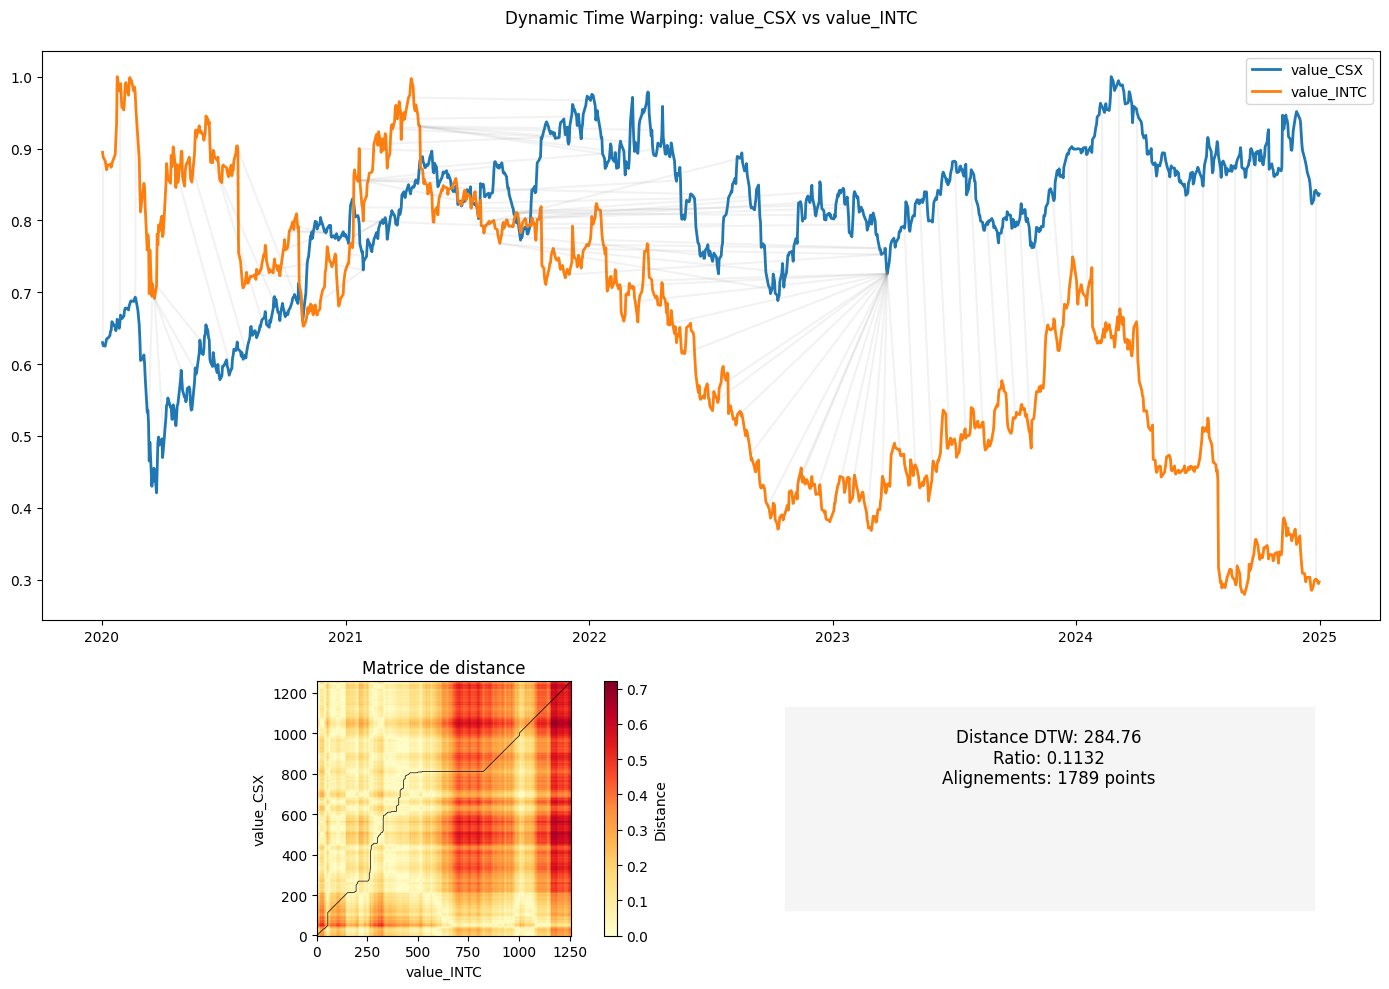 Dynamic Time Warping: value_CSX vs value_INTC
value_CSX
value_INTC
1.0
0.9
0.8
0.7
0.6
0.5
0.4
0.3
2020 2021 2022 2023 2024 2025
Matrice de distance
value_CSX
1200
1000
800
600
400
200
0
0 250 500 750 1000 1250
value_INTC
0.7
0.6
0.5
0.4
0.3
0.2
0.1
0.0
Distance
Distance DTW: 284.76
Ratio: 0.1132
Alignements: 1789 points